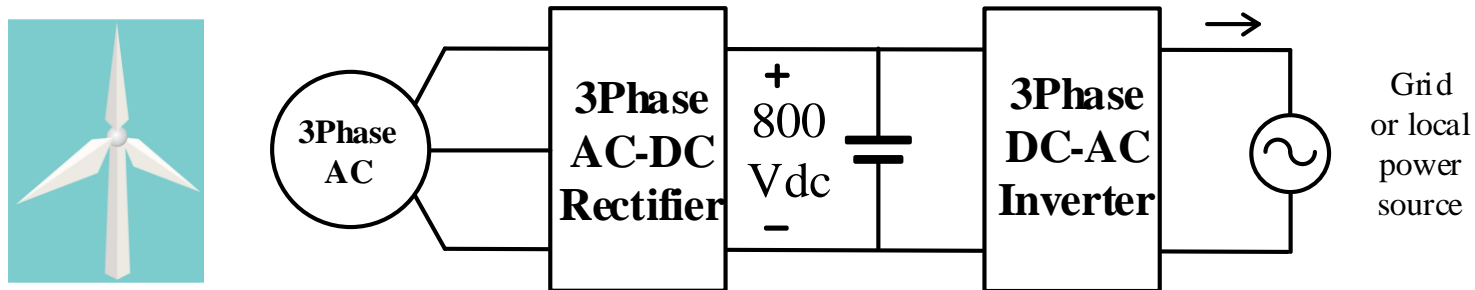 3Phase
AC
3Phase
AC-DC
Rectifier
+
800
Vdc
−
3Phase
DC-AC
Inverter
Grid
or local
power
source